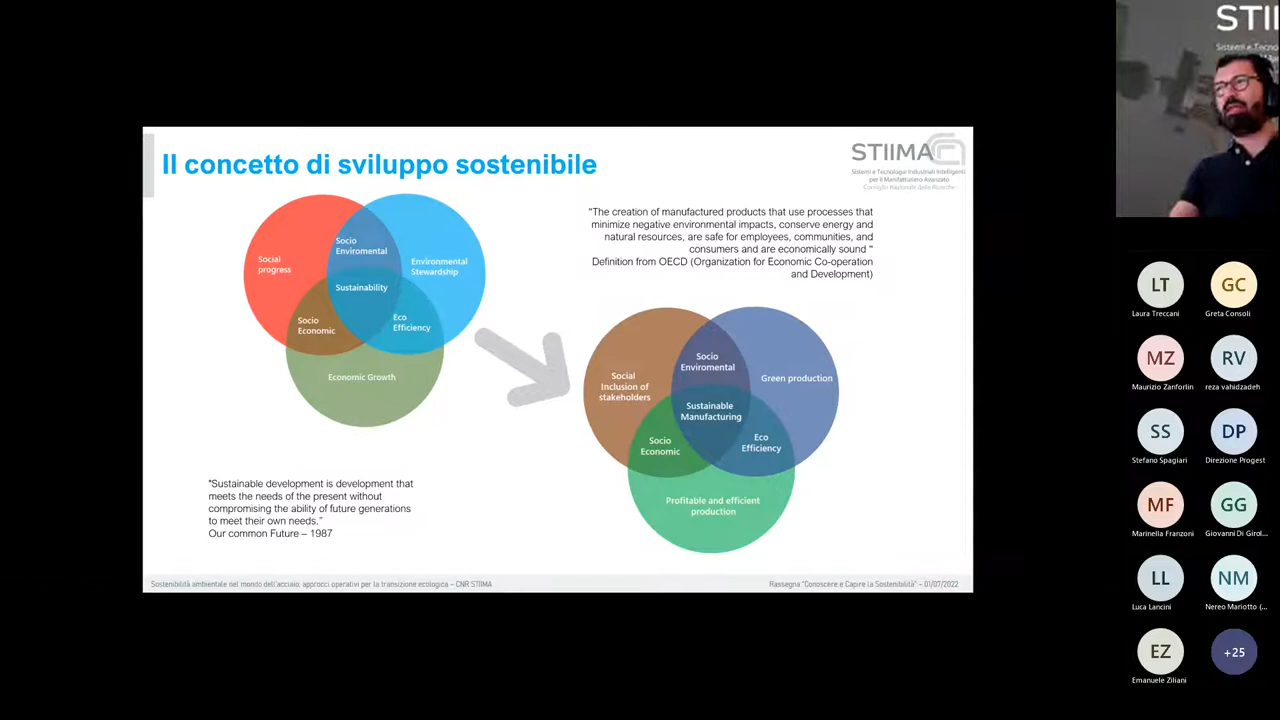 Il concetto di sviluppo sostenibile
STIIMA
Sistemi e Tecnologie Industriali Intelligenti
per il Manifatturiero Avanzato
Consiglio Nazionale delle Ricerche
Social
progress
Socio
Enviromental
Environmental
Stewardship
Sustainability
Socio
Economic
Eco
Efficiency
Economic Growth
"Sustainable development is development that
meets the needs of the present without
compromising the ability of future generations
to meet their own needs."
Our common Future – 1987
"The creation of manufactured products that use processes that
minimize negative environmental impacts, conserve energy and
natural resources, are safe for employees, communities, and
consumers and are economically sound "
Definition from OECD (Organization for Economic Co-operation
and Development)
Social
Inclusion of
stakeholders
Socio
Enviromental
Green production
Sustainable
Manufacturing
Socio
Economic
Eco
Efficiency
Profitable and efficient
production
Sostenibilità ambientale nel mondo dell'acciaio: approcci operativi per la transizione ecologica – CNR STIIMA
Rassegna "Conoscere e Capire la Sostenibilità" – 01/07/2022
STII
Sistemi e Tecno
LT
Laura Treccani
GC
Greta Consoli
MZ
Maurizio Zanforlin
RV
reza vahidzadeh
SS
Stefano Spagiari
DP
Direzione Progest
MF
Marinella Franzoni
GG
Giovanni Di Girol...
LL
Luca Lancini
NM
Nereo Mariotto (...
EZ
Emanuele Ziliani
+25